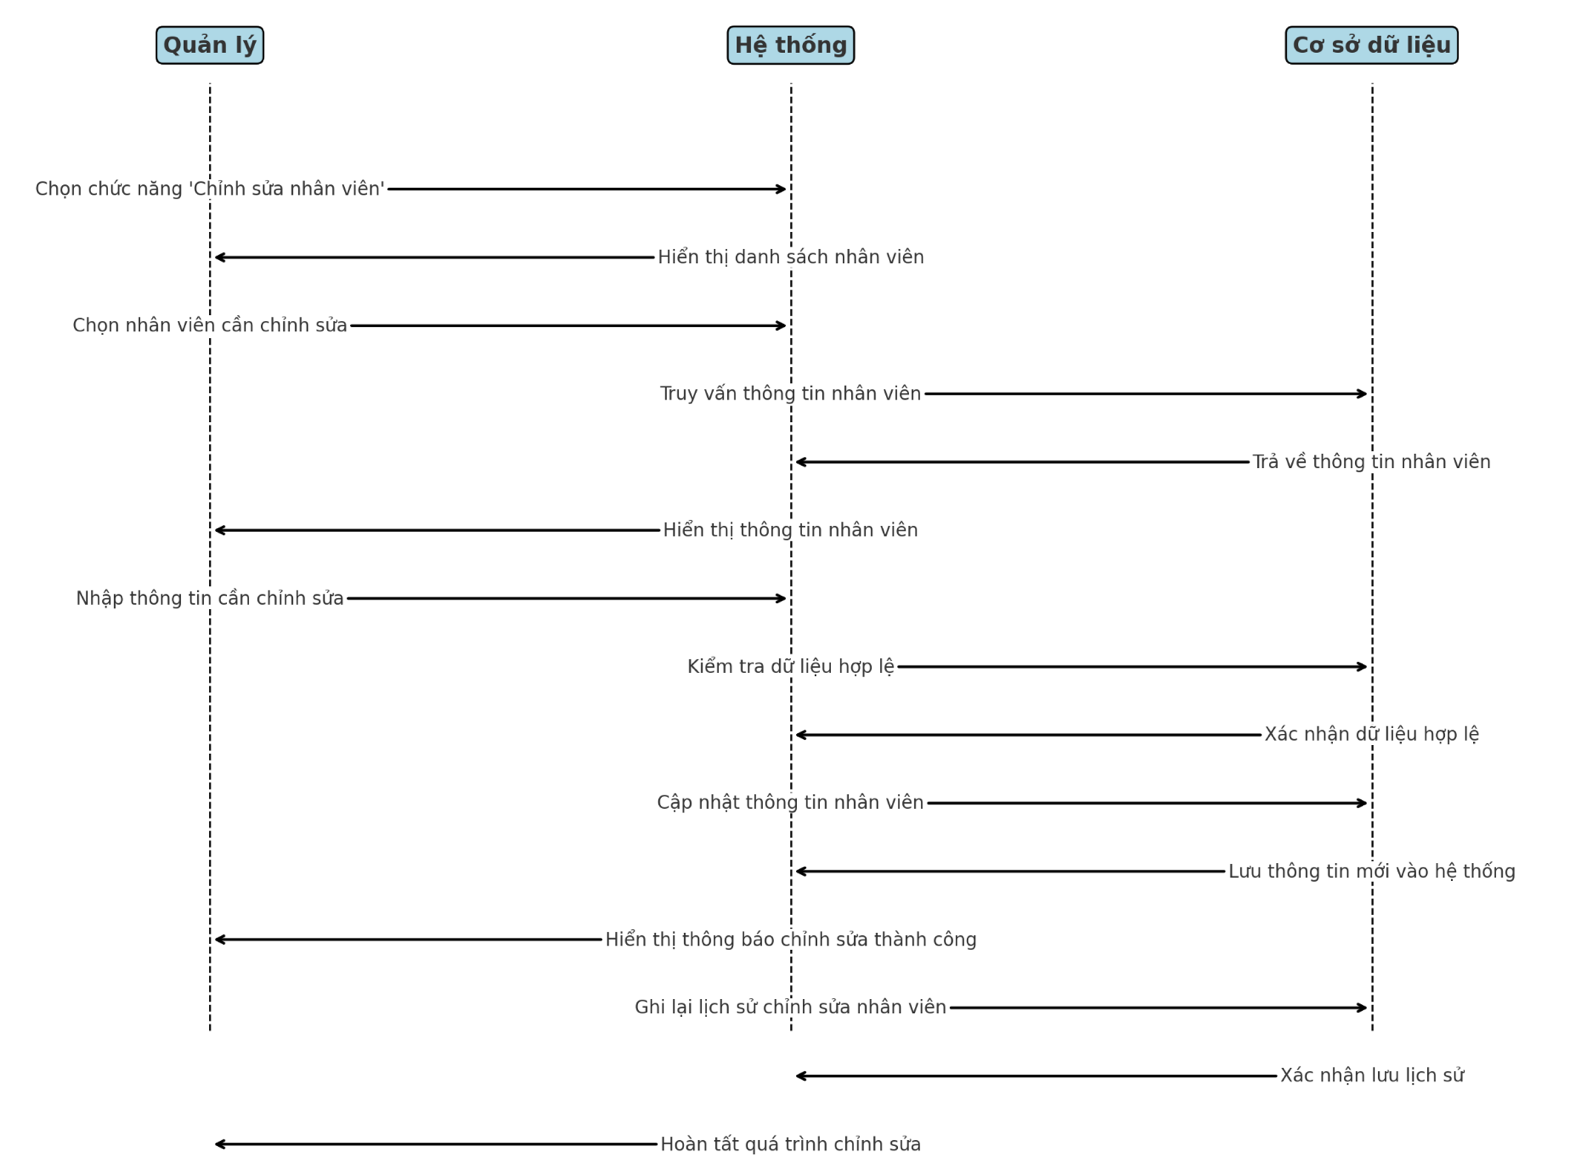 Quản lý
Hệ thống
Cơ sở dữ liệu
Chọn chức năng 'Chỉnh sửa nhân viên'
Hiển thị danh sách nhân viên
Chọn nhân viên cần chỉnh sửa
Truy vấn thông tin nhân viên
Trả về thông tin nhân viên
Hiển thị thông tin nhân viên
Nhập thông tin cần chỉnh sửa
Kiểm tra dữ liệu hợp lệ
Xác nhận dữ liệu hợp lệ
Cập nhật thông tin nhân viên
Lưu thông tin mới vào hệ thống
Hiển thị thông báo chỉnh sửa thành công
Ghi lại lịch sử chỉnh sửa nhân viên
Xác nhận lưu lịch sử
Hoàn tất quá trình chỉnh sửa